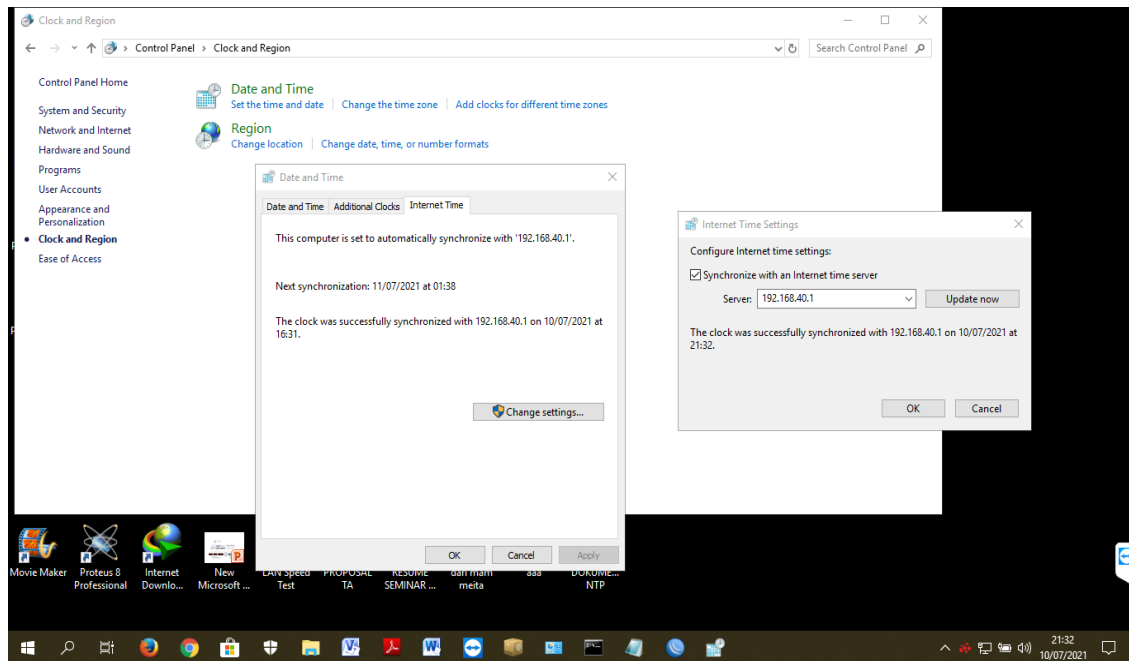 Clock and Region
Control Panel > Clock and Region
Search Control Panel
Control Panel Home
System and Security
Network and Internet
Hardware and Sound
Programs
User Accounts
Appearance and
Personalization
Clock and Region
Ease of Access
Date and Time
Set the time and date
Change the time zone
Add clocks for different time zones
Region
Change location
Change date, time, or number formats
Date and Time
Date and Time
Additional Clocks
Internet Time
This computer is set to automatically synchronize with '192.168.40.1'.
Next synchronization: 11/07/2021 at 01:38
The clock was successfully synchronized with 192.168.40.1 on 10/07/2021 at
16:31.
Change settings...
OK
Cancel
Apply
Internet Time Settings
Configure Internet time settings:
Synchronize with an Internet time server
Server: 192.168.40.1
Update now
The clock was successfully synchronized with 192.168.40.1 on 10/07/2021 at
21:32.
OK
Cancel
Movie Maker
Proteus 8
Professional
Internet
Downlo...
New
Microsoft ...
LAN Speed
Test
PROPOSAL
TA
RESUME
SEMINAR ...
dari mam
meita
aaa
DOKUME...
NTP
21:32
10/07/2021